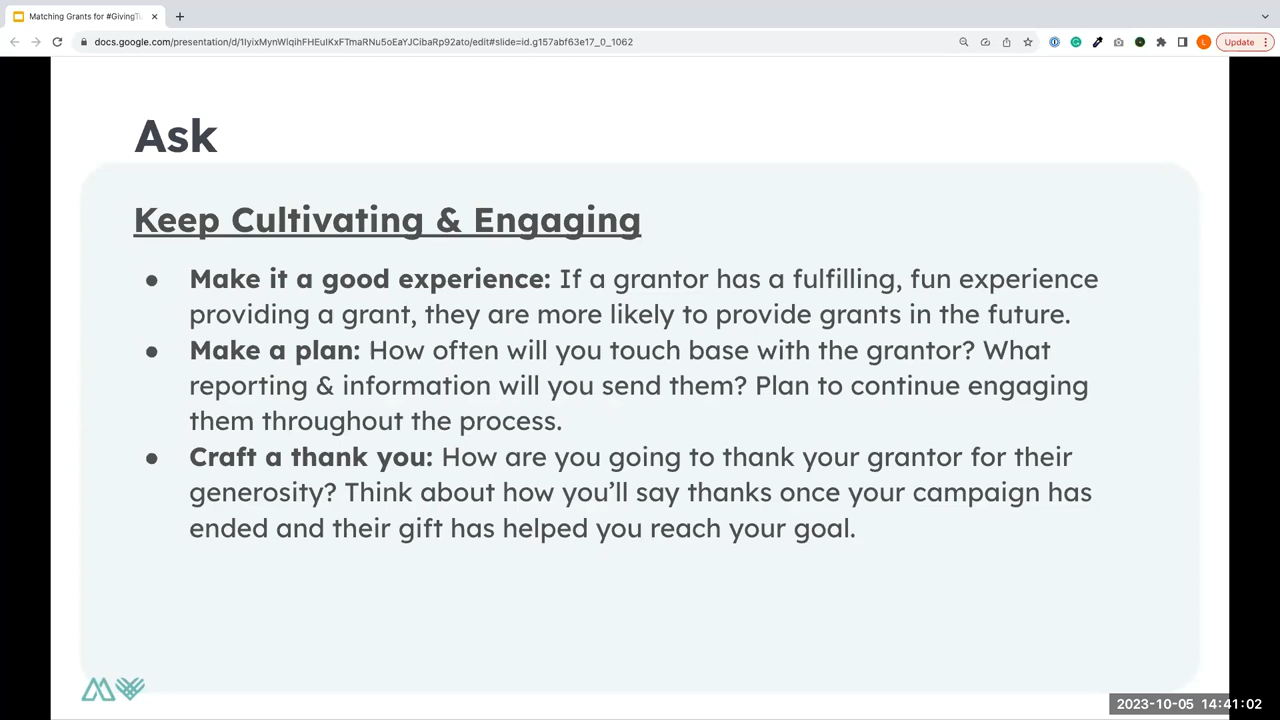 Matching Grants for #GivingTu
docs.google.com/presentation/d/1IyixMynWlqihFHEuIKxFTmaRNu5oEaYJCibaRp92ato/edit#slide=id.g157abf63e17_0_1062
L
Update
Ask
Keep Cultivating & Engaging
● Make it a good experience: If a grantor has a fulfilling, fun experience
providing a grant, they are more likely to provide grants in the future.
● Make a plan: How often will you touch base with the grantor? What
reporting & information will you send them? Plan to continue engaging
them throughout the process.
● Craft a thank you: How are you going to thank your grantor for their
generosity? Think about how you’ll say thanks once your campaign has
ended and their gift has helped you reach your goal.
2023-10-05 14:41:02